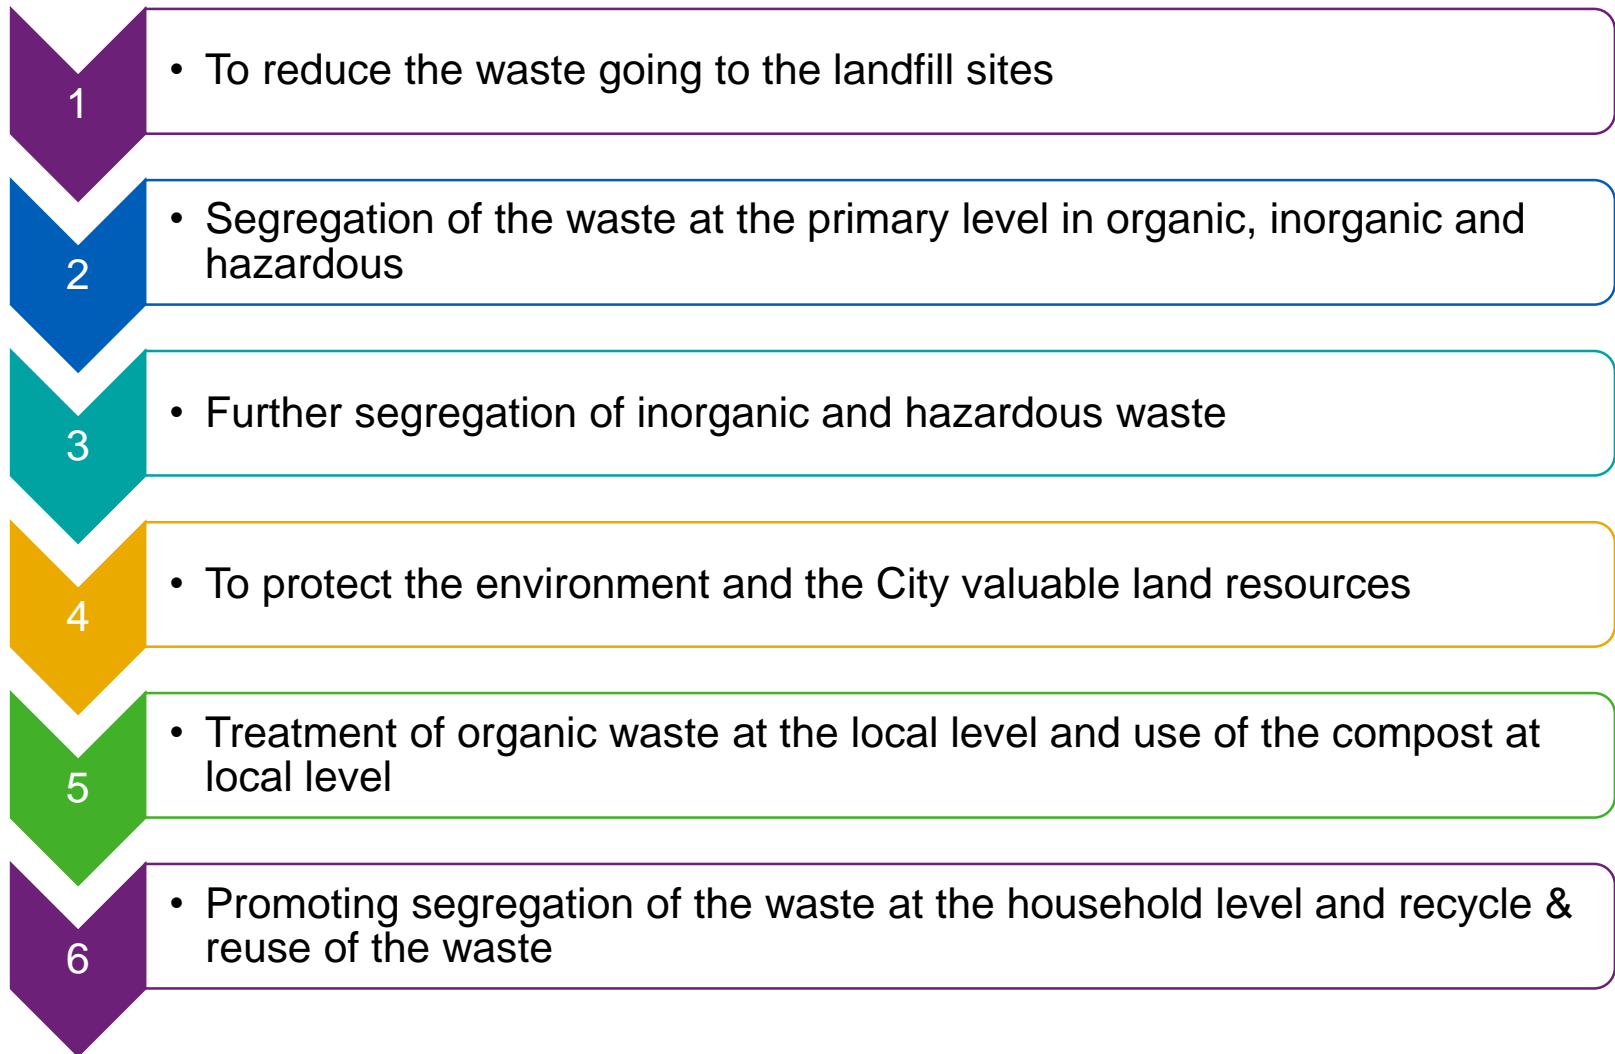 1
• To reduce the waste going to the landfill sites
2
• Segregation of the waste at the primary level in organic, inorganic and
hazardous
3
• Further segregation of inorganic and hazardous waste
4
• To protect the environment and the City valuable land resources
5
• Treatment of organic waste at the local level and use of the compost at
local level
6
• Promoting segregation of the waste at the household level and recycle &
reuse of the waste